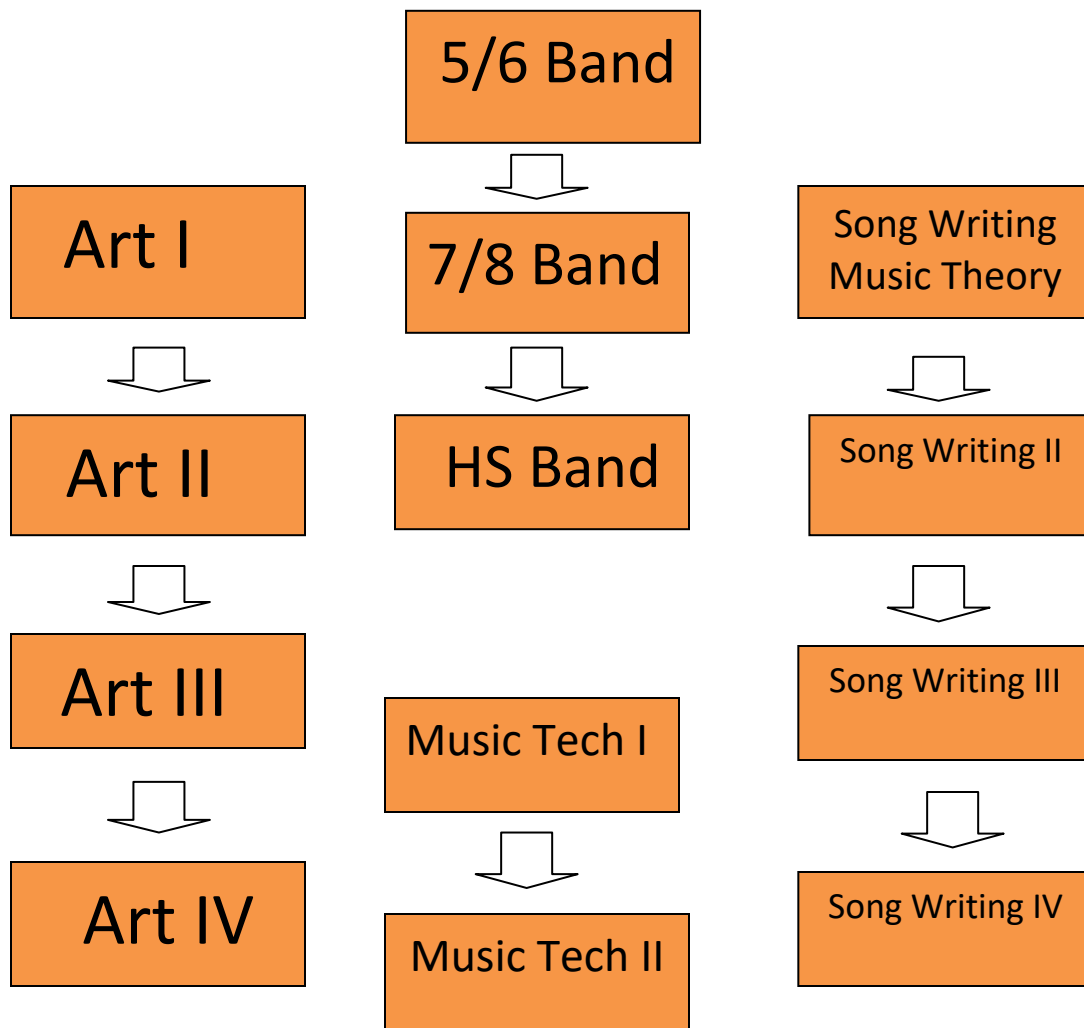 5/6 Band
Art I
7/8 Band
Song Writing
Music Theory
Art II
HS Band
Song Writing II
Art III
Music Tech I
Song Writing III
Art IV
Music Tech II
Song Writing IV